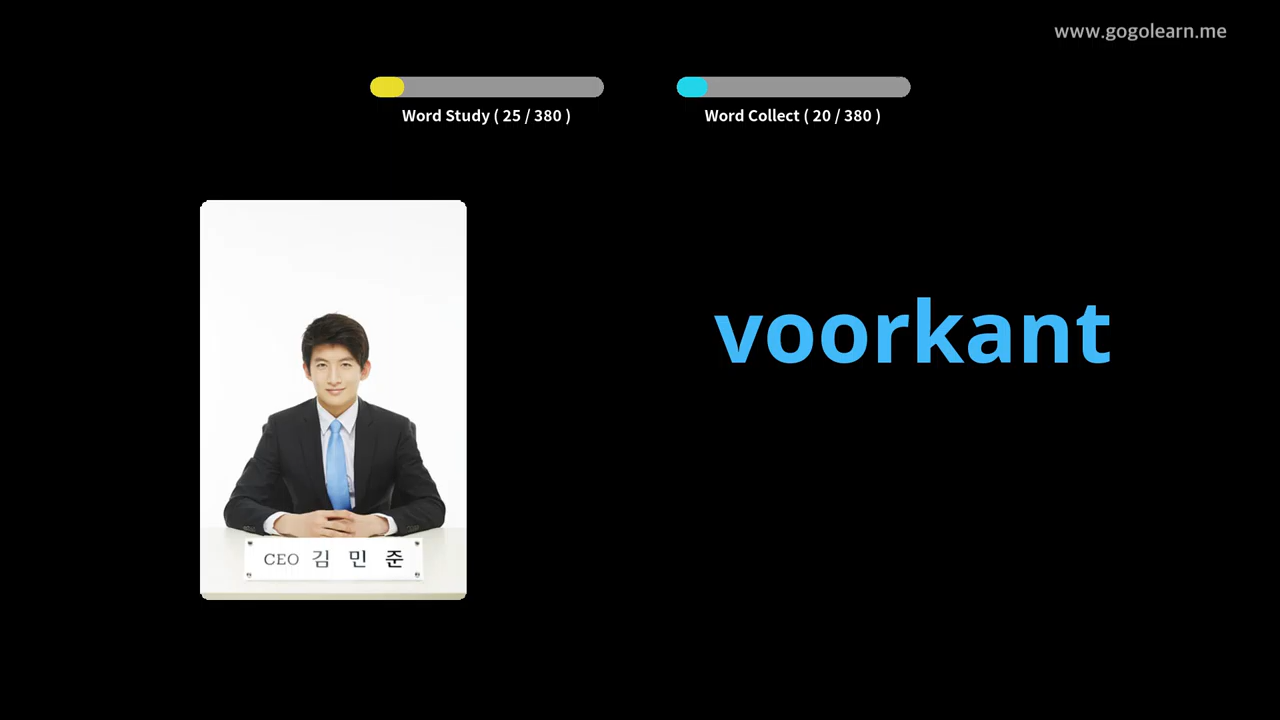 www.gogolearn.me
Word Study ( 25 / 380 )
Word Collect ( 20 / 380 )
voorkant
CEO 김 민 준